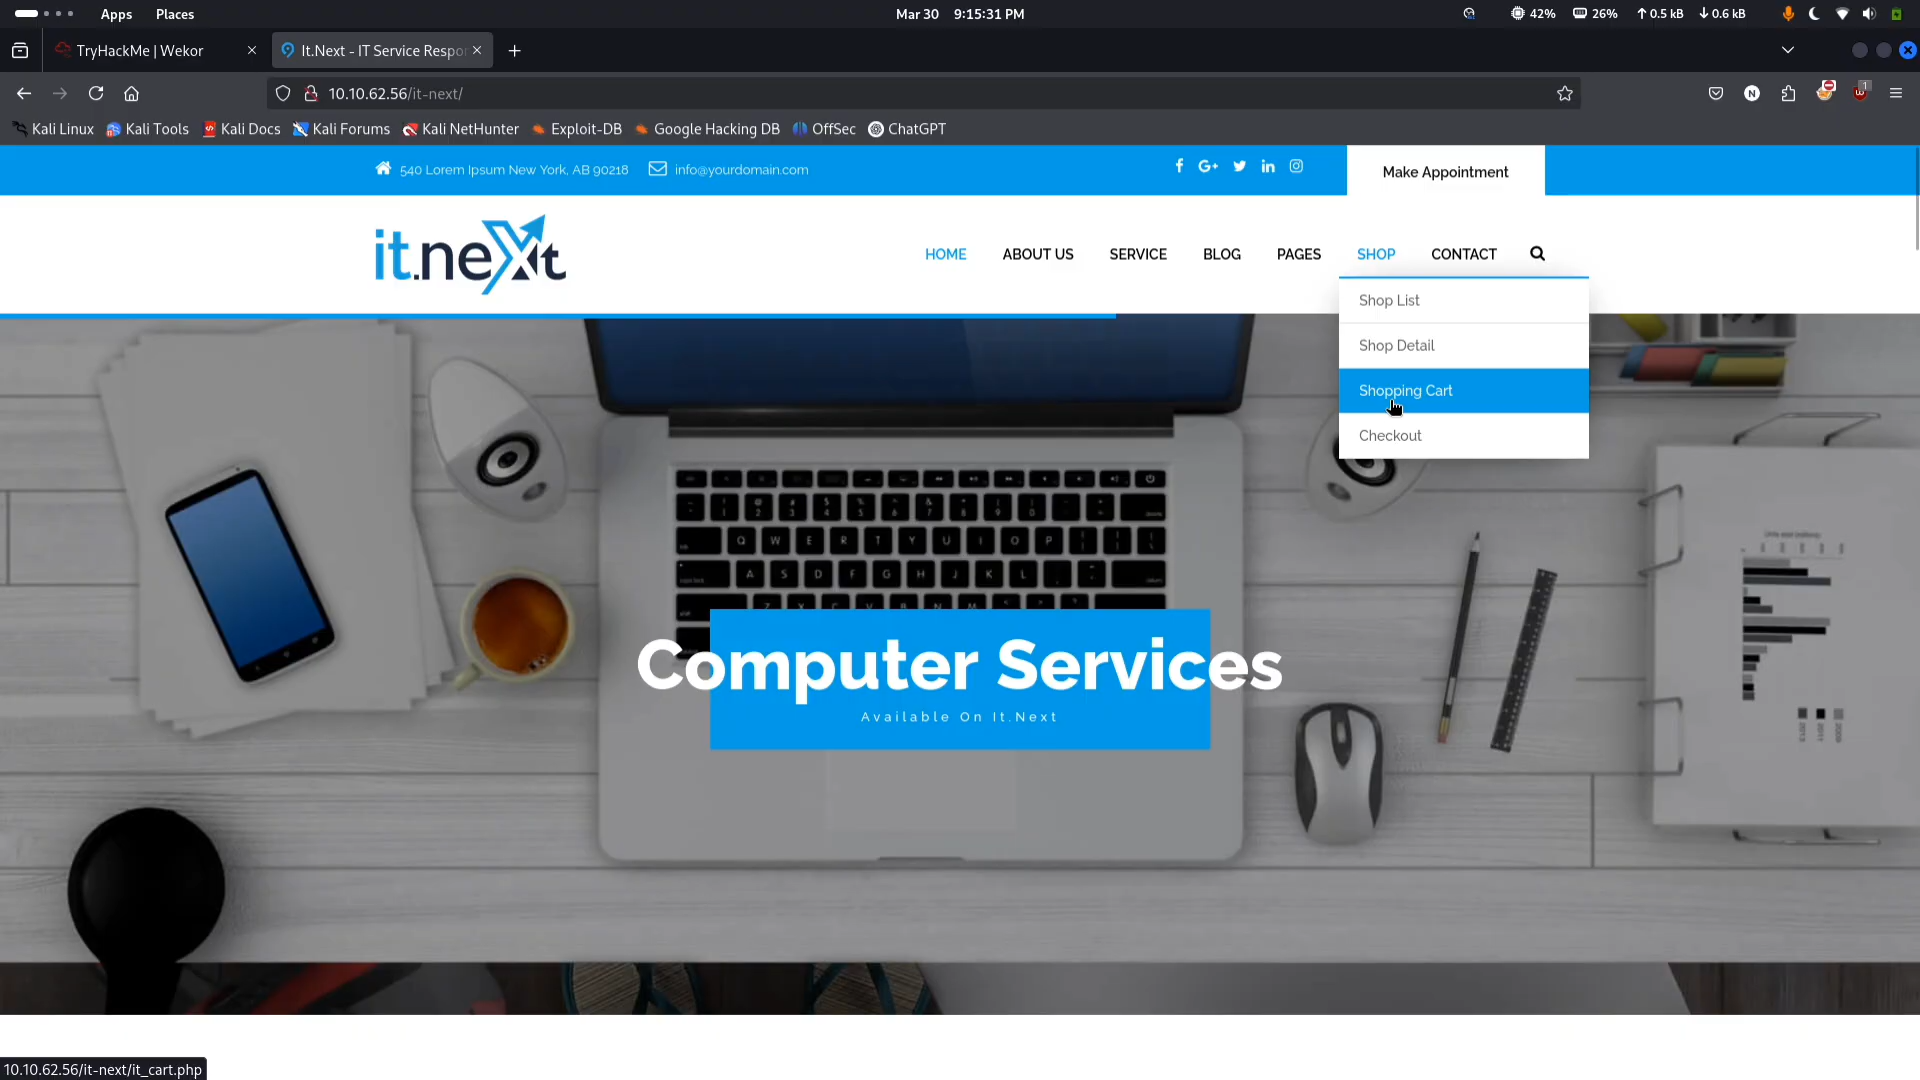 Apps Places Mar 30 9:15:31 PM 42% 26% 0.5 kB 0.6 kB
TryHackMe | Wekor It.Next - IT Service Respo
10.10.62.56/it-next/
Kali Linux Kali Tools Kali Docs Kali Forums Kali NetHunter Exploit-DB Google Hacking DB OffSec ChatGPT
540 Lorem Ipsum New York, AB 90218 info@yourdomain.com Make Appointment
it.next
HOME ABOUT US SERVICE BLOG PAGES SHOP CONTACT
Shop List
Shop Detail
Shopping Cart
Checkout
Computer Services
Available On It.Next
10.10.62.56/it-next/it_cart.php